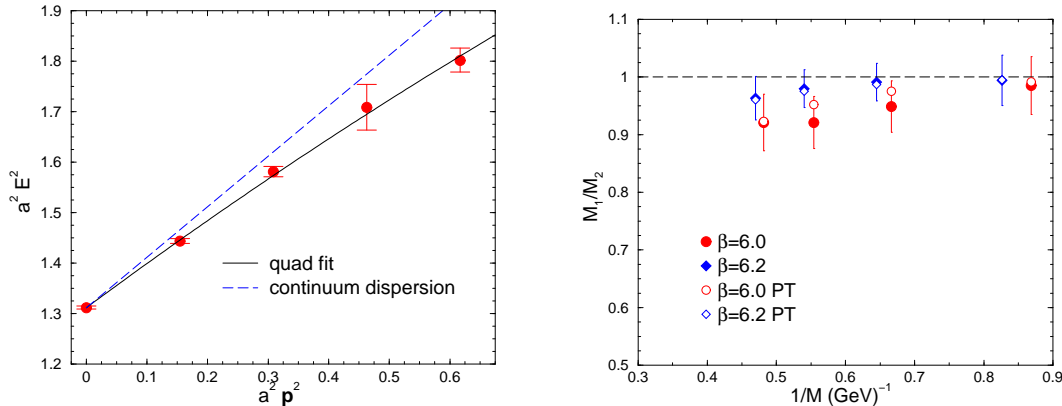 1.9
1.8
1.7
1.6
1.5
1.4
1.3
1.2
a² E²
quad fit
continuum dispersion
0 0.1 0.2 0.3 0.4 0.5 0.6
a² p²
1.1
1
0.9
0.8
0.7
0.6
0.5
M₁/M₂
β=6.0
β=6.2
β=6.0 PT
β=6.2 PT
0.3 0.4 0.5 0.6 0.7 0.8 0.9
1/M (GeV)⁻¹